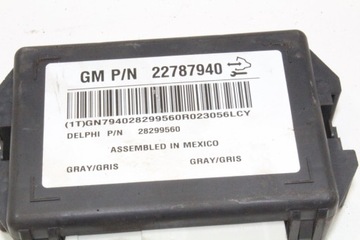 GM P/N 22787940
(1T)GN794028299560R023056LCY
DELPHI P/N 28299560
ASSEMBLED IN MEXICO
GRAY/GRIS GRAY/GRIS